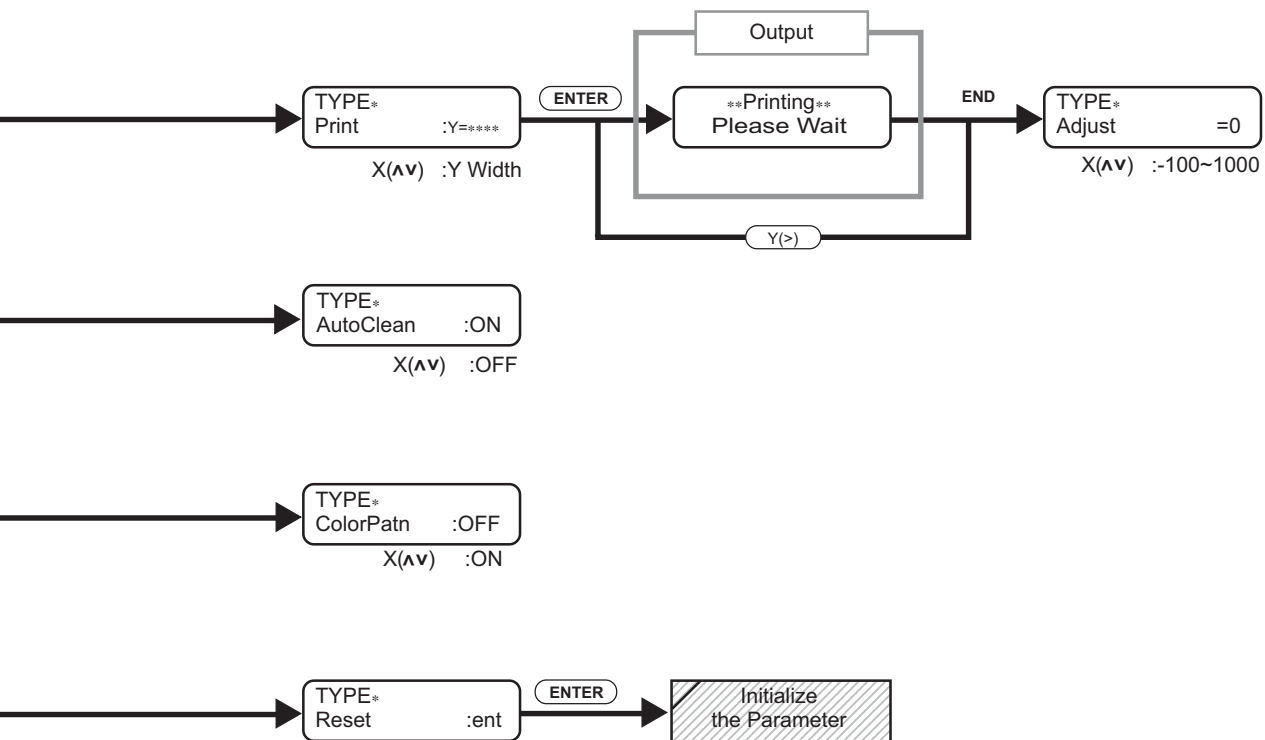 Output
TYPE*
Print :Y=****
ENTER
**Printing**
Please Wait
END
TYPE*
Adjust =0
X(∧∨) :Y Width
X(∧∨) :-100~1000
Y(>)
TYPE*
AutoClean :ON
X(∧∨) :OFF
TYPE*
ColorPatn :OFF
X(∧∨) :ON
TYPE*
Reset :ent
ENTER
Initialize
the Parameter